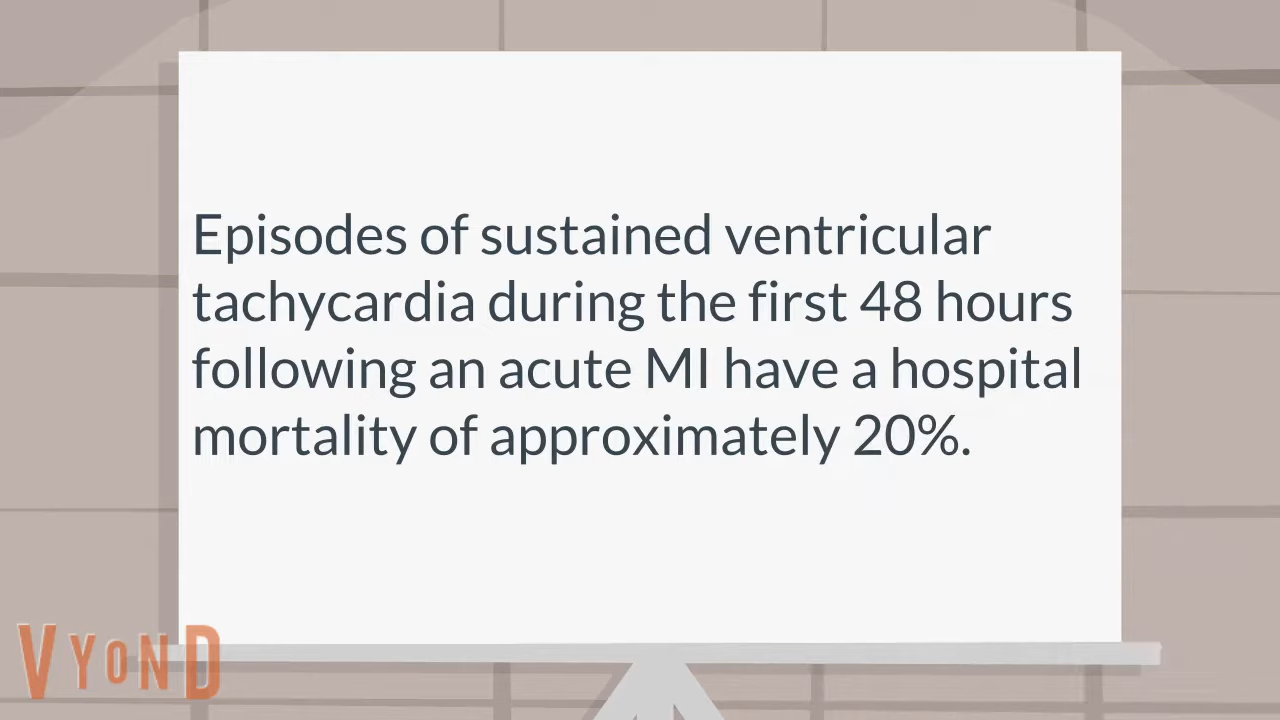 Episodes of sustained ventricular
tachycardia during the first 48 hours
following an acute MI have a hospital
mortality of approximately 20%.
VYOND